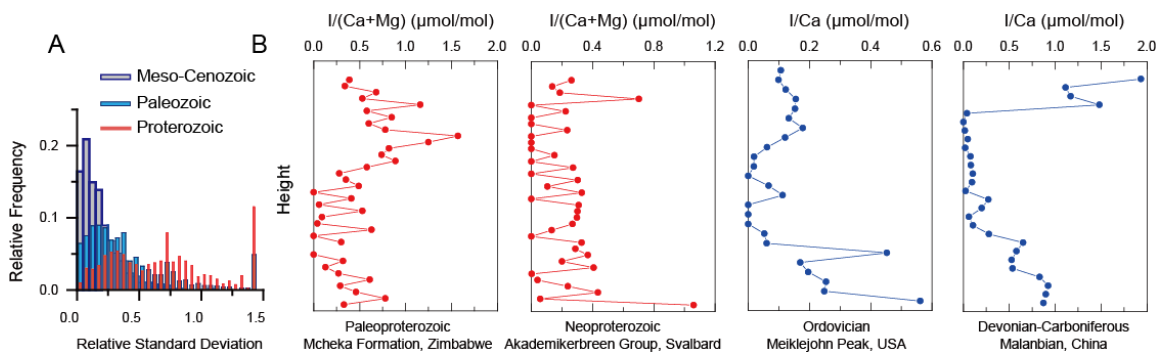 A
Meso-Cenozoic
Paleozoic
Proterozoic
Relative Frequency
0.2
0.1
0.0
0.0
0.5
1.0
1.5
Relative Standard Deviation
B
Height
I/(Ca+Mg) (μmol/mol)
0.0
0.5
1.0
1.5
2.0
Paleoproterozoic
Mcheka Formation, Zimbabwe
I/(Ca+Mg) (μmol/mol)
0.0
0.4
0.8
1.2
Neoproterozoic
Akademikerbreen Group, Svalbard
I/Ca (μmol/mol)
0.0
0.2
0.4
0.6
Ordovician
Meiklejohn Peak, USA
I/Ca (μmol/mol)
0.0
0.5
1.0
1.5
2.0
Devonian-Carboniferous
Malanbian, China